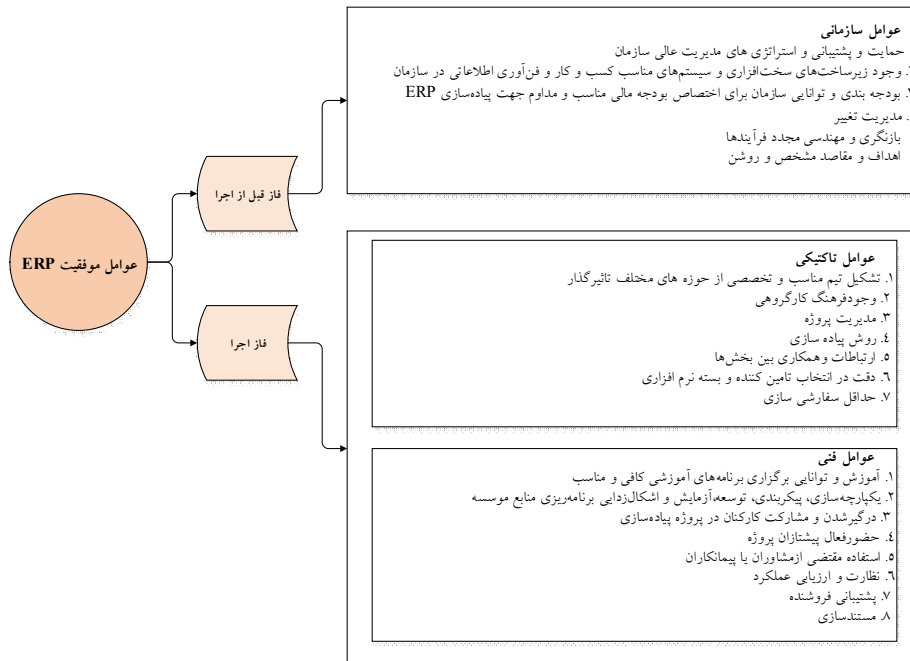 عوامل موفقیت ERP
فاز قبل از اجرا
عوامل سازمانی
حمایت و پشتیبانی و استراتژی های مدیریت عالی سازمان
وجود زیرساخت‌های سخت‌افزاری و سیستم‌های مناسب کسب و کار و فن‌آوری اطلاعاتی در سازمان
بودجه بندی و توانایی سازمان برای اختصاص بودجه مالی مناسب و مداوم جهت پیاده‌سازی ERP
. مدیریت تغییر
بازنگری و مهندسی مجدد فرآیندها
اهداف و مقاصد مشخص و روشن
فاز اجرا
عوامل تاکتیکی
۱. تشکیل تیم مناسب و تخصصی از حوزه های مختلف تاثیرگذار
۲. وجودفرهنگ کارگروهی
۳. مدیریت پروژه
۴. روش پیاده سازی
۵. ارتباطات وهمکاری بین بخش‌ها
۶. دقت در انتخاب تامین کننده و بسته نرم افزاری
۷. حداقل سفارشی سازی
عوامل فنی
۱. آموزش و توانایی برگزاری برنامه‌های آموزشی کافی و مناسب
۲. یکپارچه‌سازی، پیکربندی، توسعه،آزمایش و اشکال‌زدایی برنامه‌ریزی منابع موسسه
۳. درگیرشدن و مشارکت کارکنان در پروژه پیاده‌سازی
۴. حضورفعال پیشتازان پروژه
۵. استفاده مقتضی ازمشاوران یا پیمانکاران
۶. نظارت و ارزیابی عملکرد
۷. پشتیبانی فروشنده
۸. مستندسازی